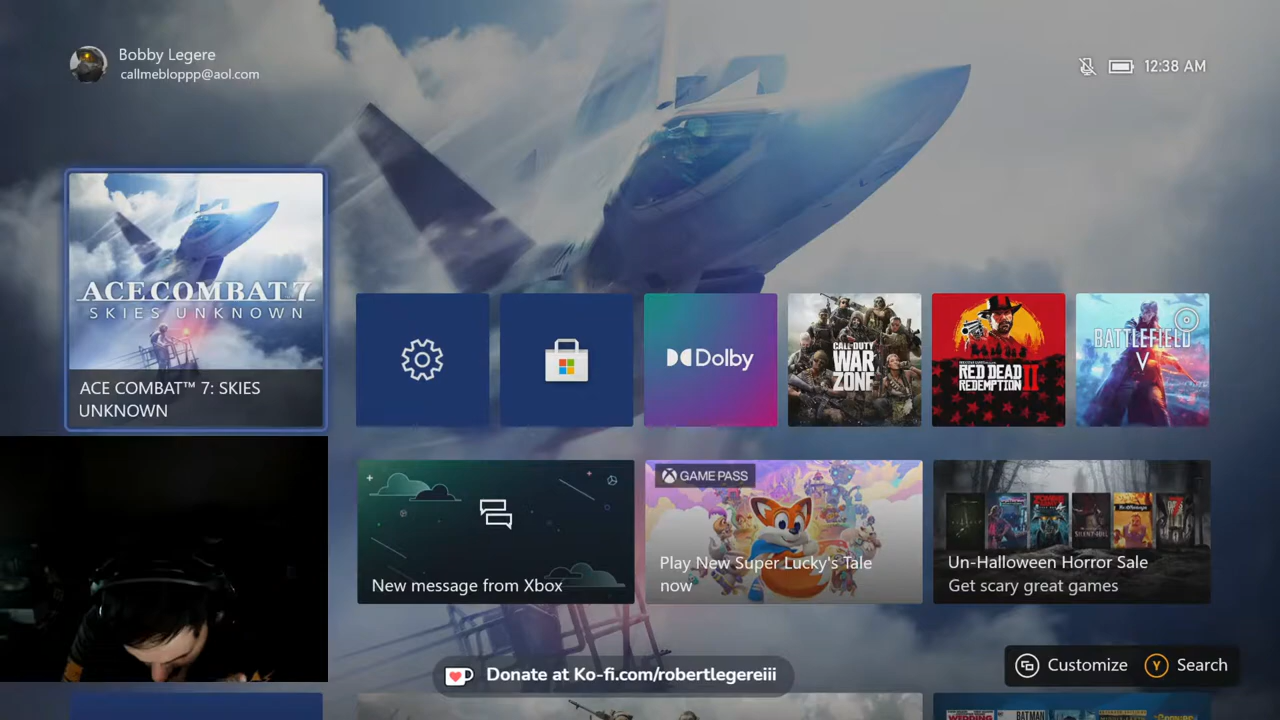 Bobby Legere
callmebloppp@aol.com
12:38 AM
ACE COMBAT 7
SKIES UNKNOWN
ACE COMBAT™ 7: SKIES
UNKNOWN
Dolby
CALL OF DUTY
WAR
ZONE
RED DEAD
REDEMPTION II
BATTLEFIELD
V
New message from Xbox
GAME PASS
Play New Super Lucky's Tale
now
SILENT HILL
Un-Halloween Horror Sale
Get scary great games
Customize
Y
Search
Donate at Ko-fi.com/robertlegereiii
BATMAN